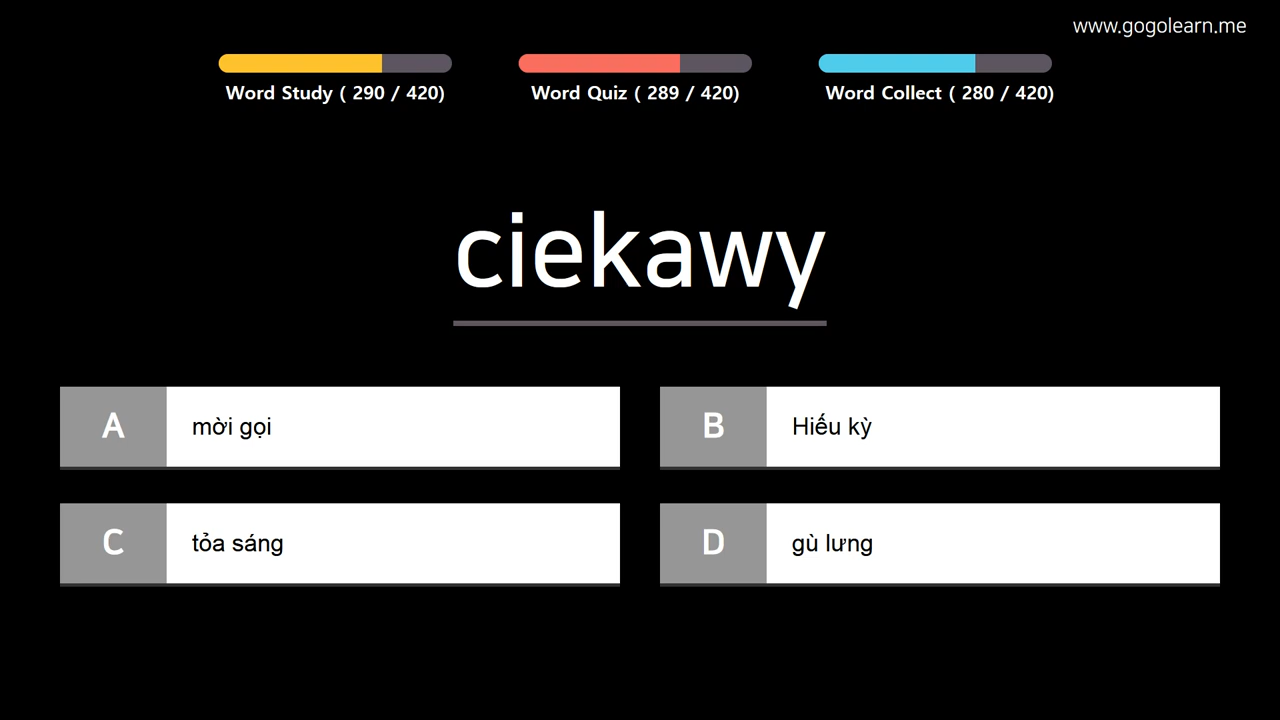 www.gogolearn.me
Word Study ( 290 / 420)
Word Quiz ( 289 / 420)
Word Collect ( 280 / 420)
ciekawy
A mời gọi
B Hiếu kỳ
C tỏa sáng
D gù lưng